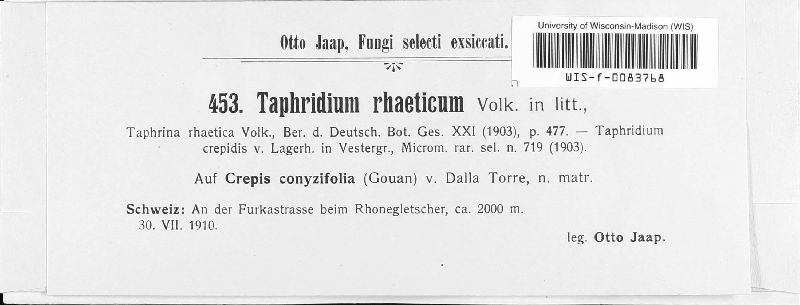 University of Wisconsin-Madison (WIS)
WIS-f-0083768
Otto Jaap, Fungi selecti exsiccati.
453. Taphridium rhaeticum Volk. in litt.,
Taphrina rhaetica Volk., Ber. d. Deutsch. Bot. Ges. XXI (1903), p. 477. — Taphridium
crepidis v. Lagerh. in Vestergr., Microm. rar. sel. n. 719 (1903).
Auf Crepis conyzifolia (Gouan) v. Dalla Torre, n. matr.
Schweiz: An der Furkastrasse beim Rhonegletscher, ca. 2000 m.
30. VII. 1910.
leg. Otto Jaap.